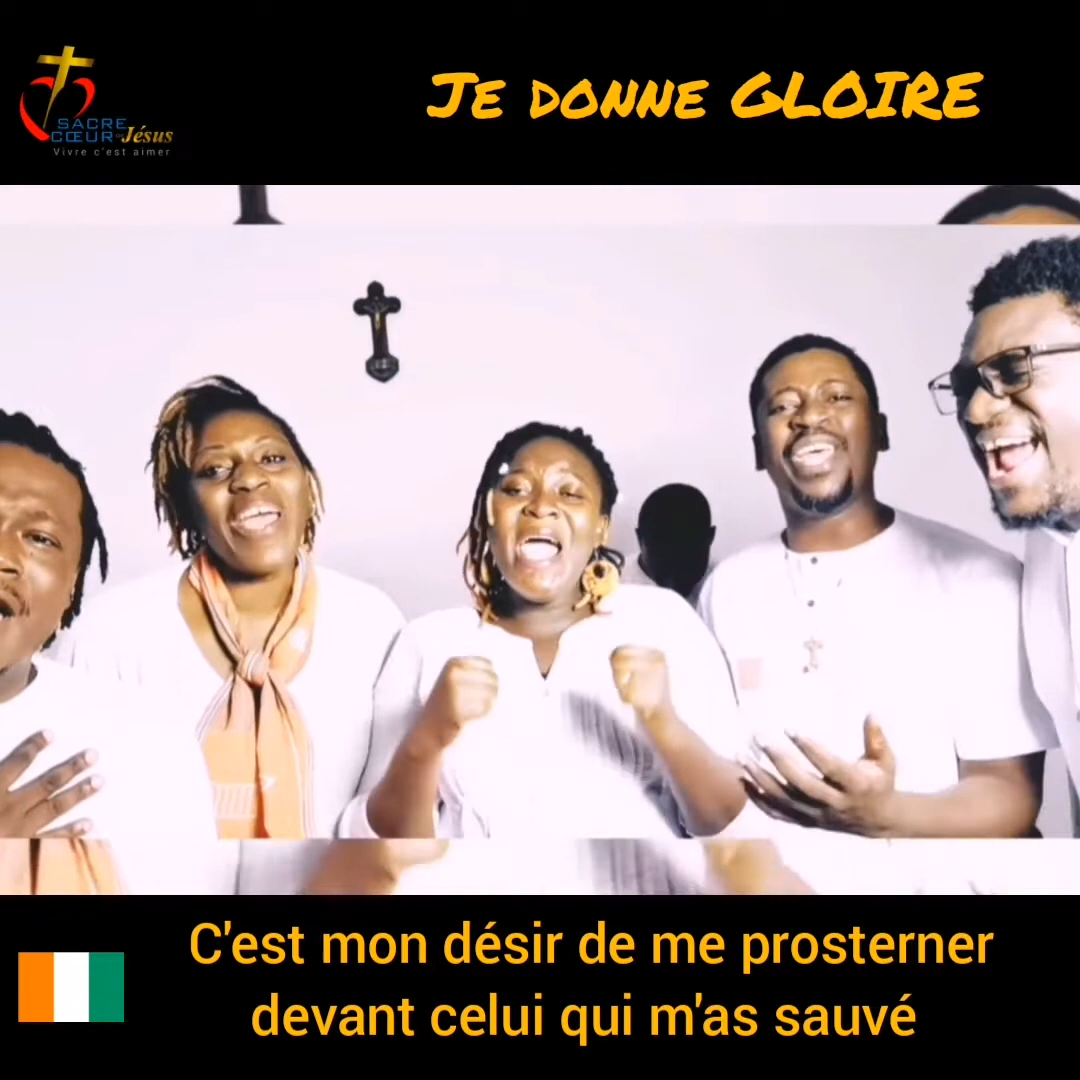 SACRE
CŒUR DE Jésus
Vivre c'est aimer
Je donne GLOIRE
C'est mon désir de me prosterner
devant celui qui m'as sauvé